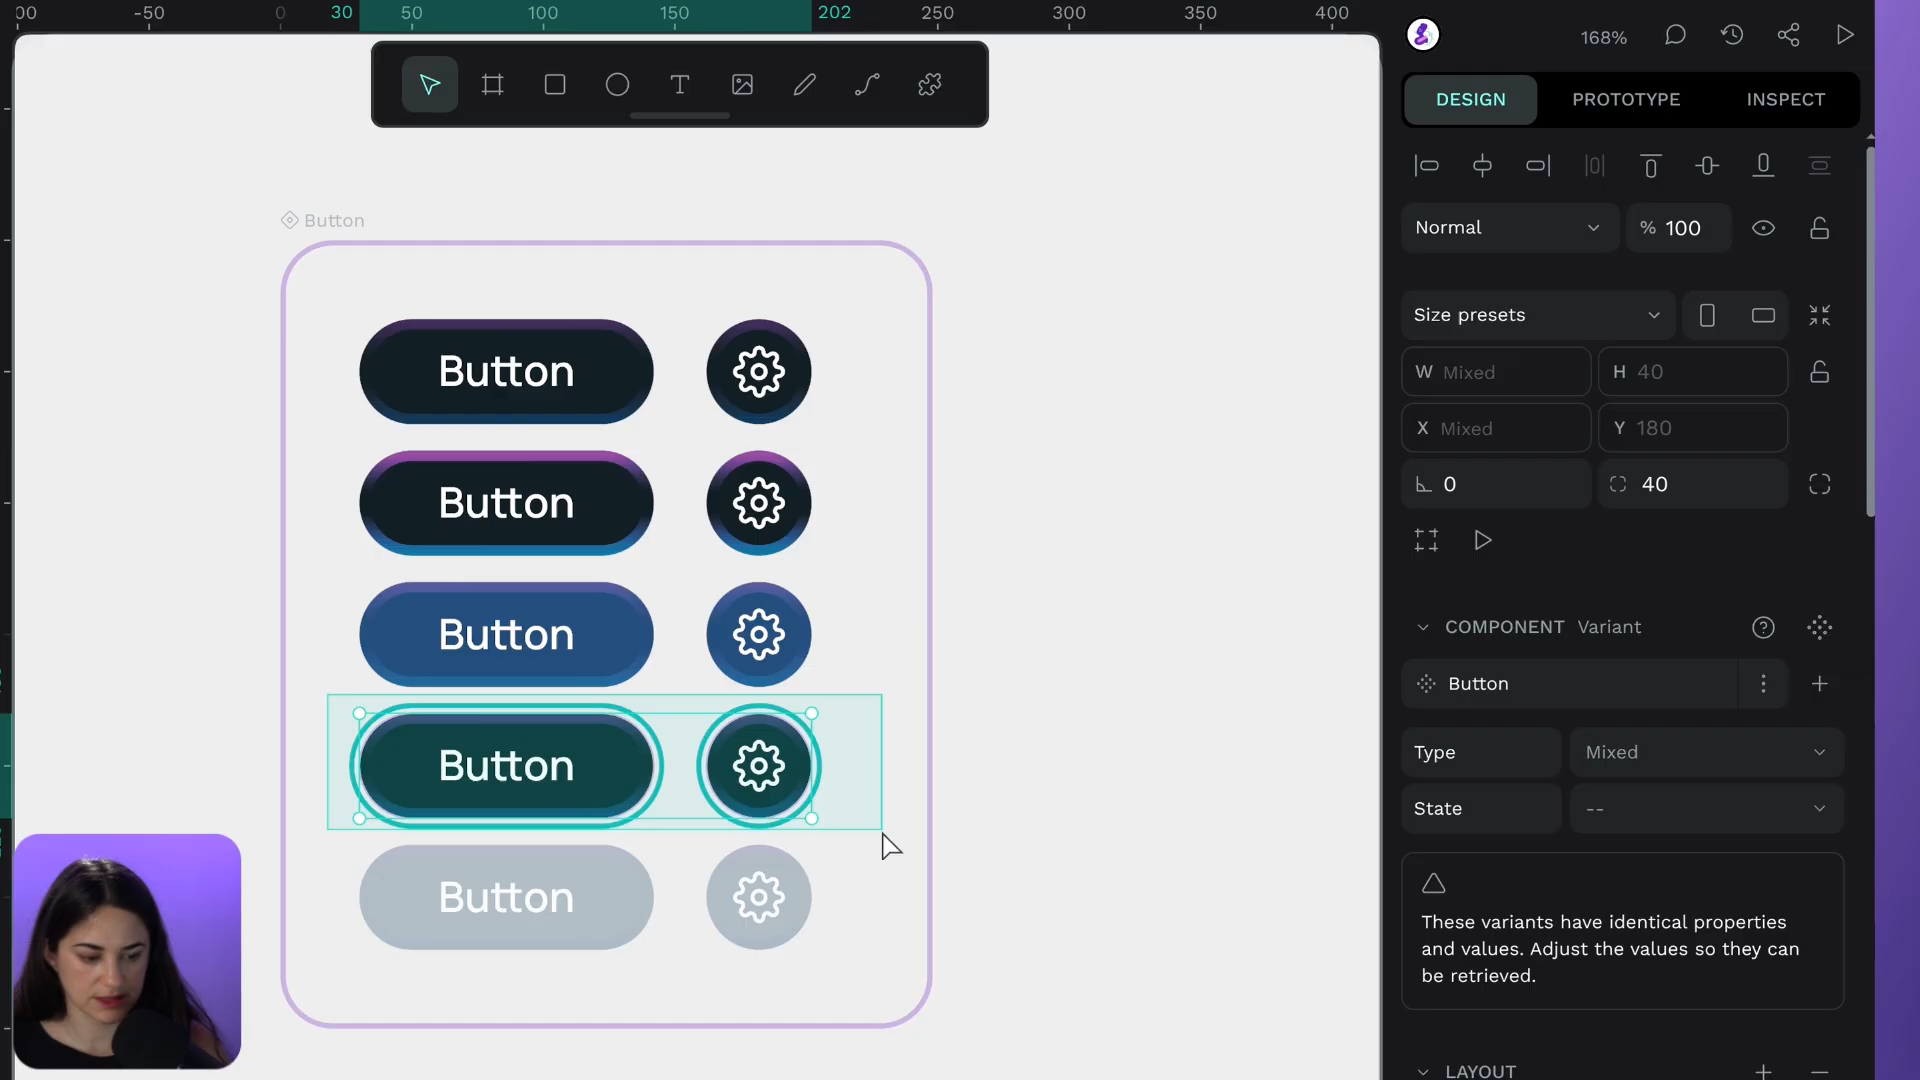 00 -50 0 30 50 100 150 202 250 300 350 400
168%
DESIGN PROTOTYPE INSPECT
Normal % 100
Button
Size presets
W Mixed H 40
X Mixed Y 180
0 40
Button
Button
Button
Button
Button
COMPONENT Variant
Button
Type Mixed
State --
These variants have identical properties
and values. Adjust the values so they can
be retrieved.
LAYOUT